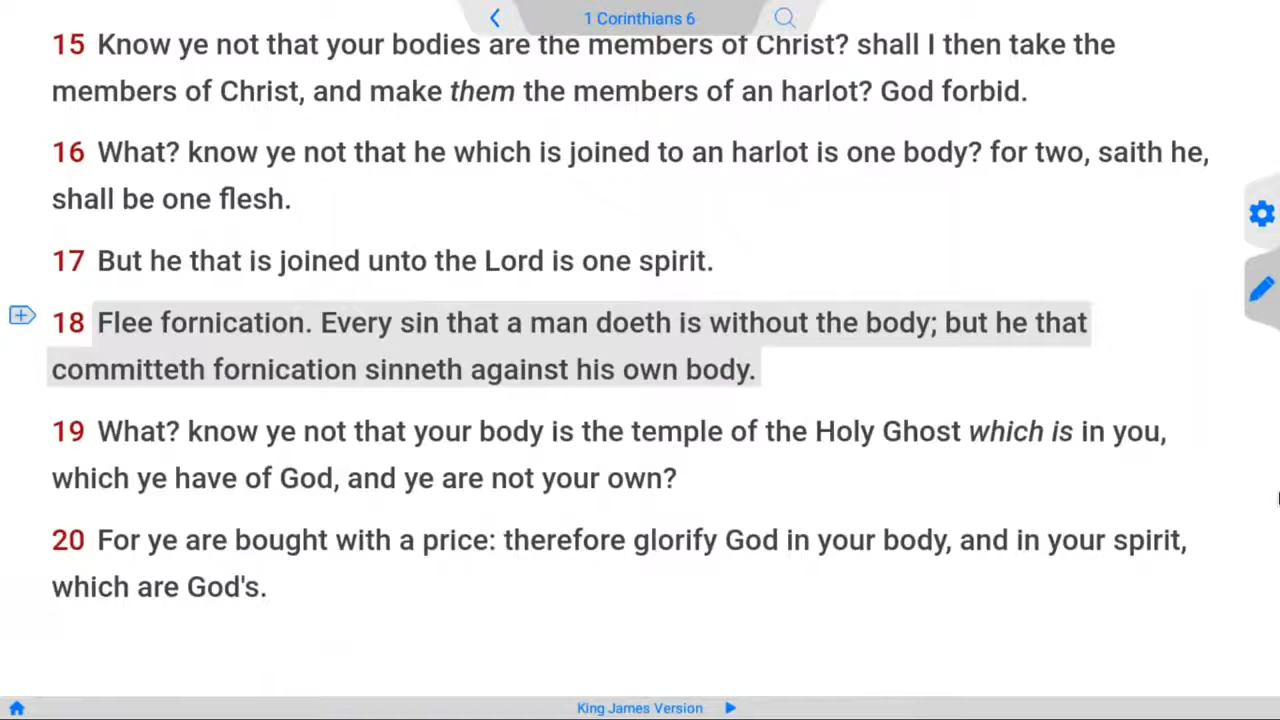 1 Corinthians 6
15 Know ye not that your bodies are the members of Christ? shall I then take the
members of Christ, and make them the members of an harlot? God forbid.
16 What? know ye not that he which is joined to an harlot is one body? for two, saith he,
shall be one flesh.
17 But he that is joined unto the Lord is one spirit.
18 Flee fornication. Every sin that a man doeth is without the body; but he that
committeth fornication sinneth against his own body.
19 What? know ye not that your body is the temple of the Holy Ghost which is in you,
which ye have of God, and ye are not your own?
20 For ye are bought with a price: therefore glorify God in your body, and in your spirit,
which are God's.
King James Version